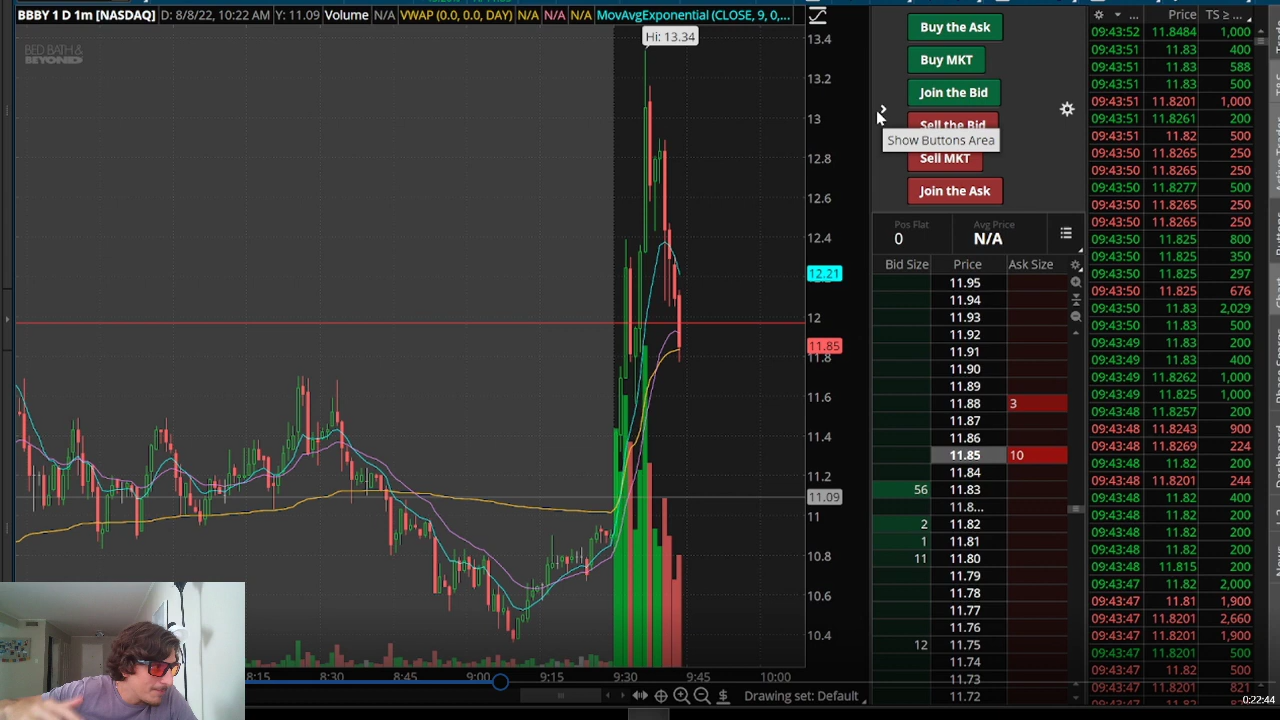 BBBY 1 D 1m [NASDAQ] D: 8/8/22, 10:22 AM Y: 11.09 Volume N/A VWAP (0.0, 0.0, DAY) N/A N/A N/A MovAvgExponential (CLOSE, 9, 0,...
BED BATH &
BEYOND
Hi: 13.34
13.4
13.2
13
12.8
12.6
12.4
12.21
12
11.85
11.8
11.6
11.4
11.2
11.09
11
10.8
10.6
10.4
8:15
8:30
8:45
9:00
9:15
9:30
9:45
10:00
Drawing set: Default
Buy the Ask
Buy MKT
Join the Bid
Sell the Bid
Show Buttons Area
Sell MKT
Join the Ask
Pos Flat Avg Price
0 N/A
Bid Size Price Ask Size
11.95
11.94
11.93
11.92
11.91
11.90
11.89
11.88 3
11.87
11.86
11.85 10
11.84
56 11.83
11.8...
2 11.82
1 11.81
11 11.80
11.79
11.78
11.77
11.76
12 11.75
11.74
11.73
11.72
... Price TS ≥ ...
09:43:52 11.8484 1,000
09:43:51 11.83 400
09:43:51 11.83 588
09:43:51 11.83 500
09:43:51 11.8201 1,000
09:43:51 11.8261 200
09:43:51 11.82 500
09:43:50 11.8265 250
09:43:50 11.8265 250
09:43:50 11.8277 500
09:43:50 11.8265 250
09:43:50 11.8265 250
09:43:50 11.825 800
09:43:50 11.825 350
09:43:50 11.825 297
09:43:50 11.825 676
09:43:50 11.83 2,029
09:43:50 11.83 500
09:43:49 11.83 200
09:43:49 11.83 400
09:43:49 11.8262 1,000
09:43:49 11.825 1,000
09:43:48 11.8257 200
09:43:48 11.8243 900
09:43:48 11.8269 224
09:43:48 11.82 200
09:43:48 11.8201 244
09:43:48 11.82 400
09:43:48 11.82 200
09:43:48 11.82 200
09:43:48 11.82 200
09:43:48 11.815 200
09:43:47 11.82 2,000
09:43:47 11.81 1,900
09:43:47 11.8201 2,660
09:43:47 11.8201 1,900
09:43:47 11.8201 500
09:43:47 11.82 500
09:43:47 11.8201 821
0:22:44